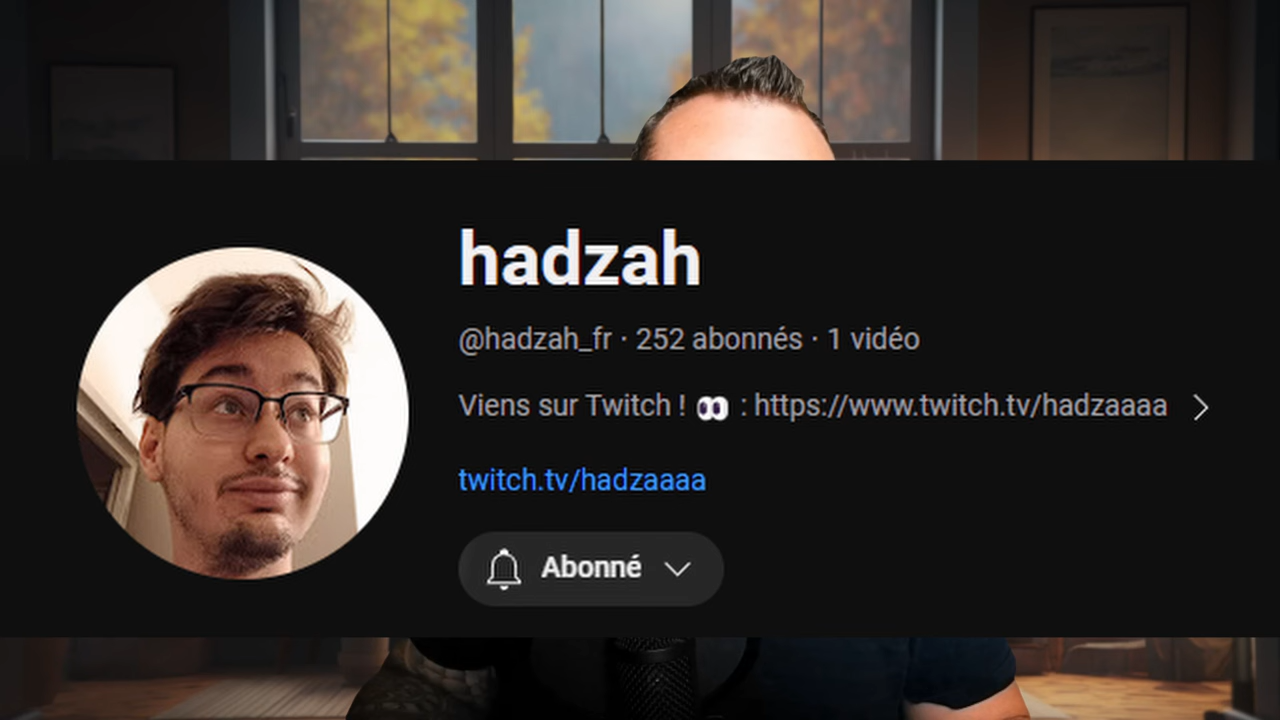 hadzah
@hadzah_fr · 252 abonnés · 1 vidéo
Viens sur Twitch ! 👀 : https://www.twitch.tv/hadzaaaa
twitch.tv/hadzaaaa
Abonné